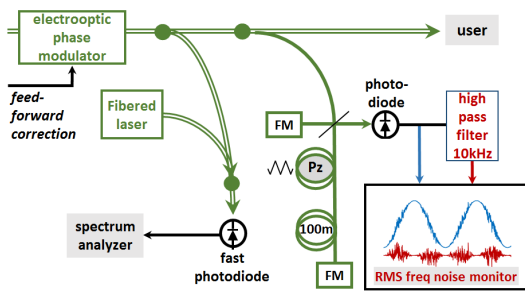 electrooptic
phase
modulator
user
feed-
forward
correction
Fibered
laser
photo-
diode
high
pass
filter
10kHz
FM
Pz
100m
spectrum
analyzer
fast
photodiode
FM
RMS freq noise monitor